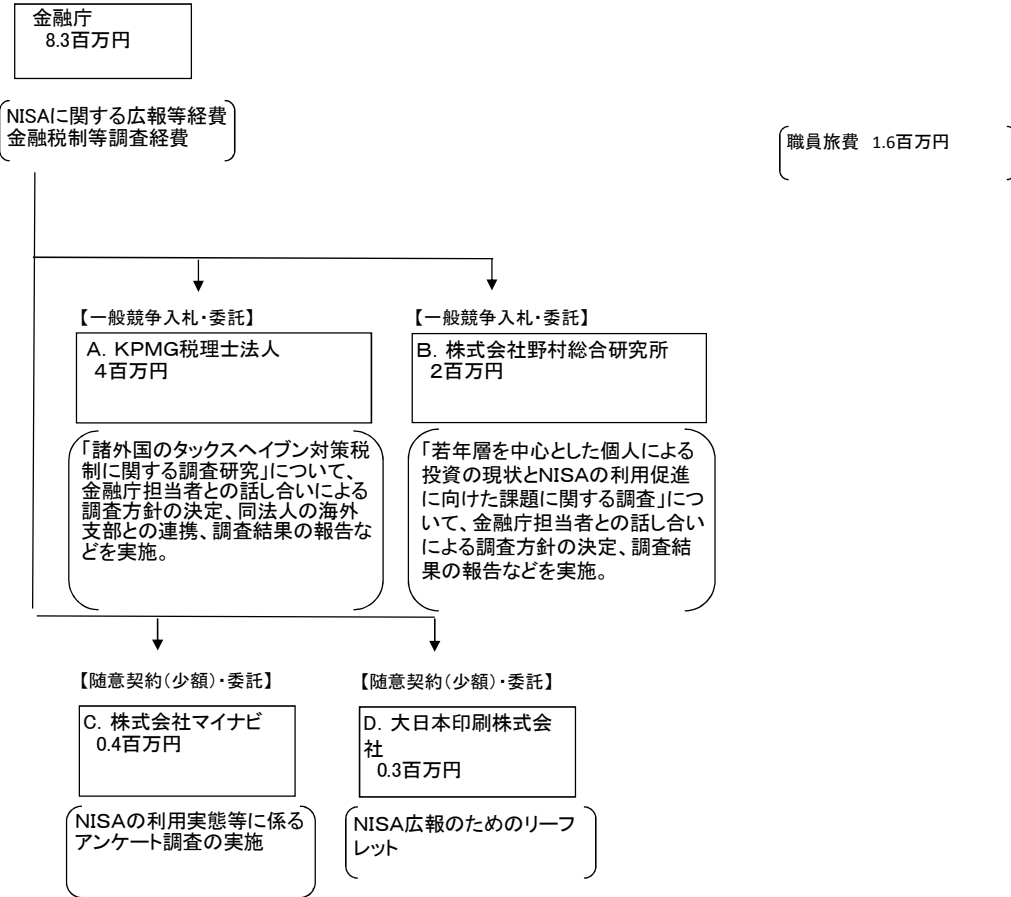 金融庁
8.3百万円
NISAに関する広報等経費
金融税制等調査経費
職員旅費 1.6百万円
【一般競争入札・委託】
【一般競争入札・委託】
A. KPMG税理士法人
4百万円
B. 株式会社野村総合研究所
2百万円
「諸外国のタックスヘイブン対策税
制に関する調査研究」について、
金融庁担当者との話し合いによる
調査方針の決定、同法人の海外
支部との連携、調査結果の報告な
どを実施。
「若年層を中心とした個人による
投資の現状とNISAの利用促進
に向けた課題に関する調査」につ
いて、金融庁担当者との話し合い
による調査方針の決定、調査結
果の報告などを実施。
【随意契約(少額)・委託】
【随意契約(少額)・委託】
C. 株式会社マイナビ
0.4百万円
D. 大日本印刷株式会
社
0.3百万円
NISAの利用実態等に係る
アンケート調査の実施
NISA広報のためのリーフ
レット